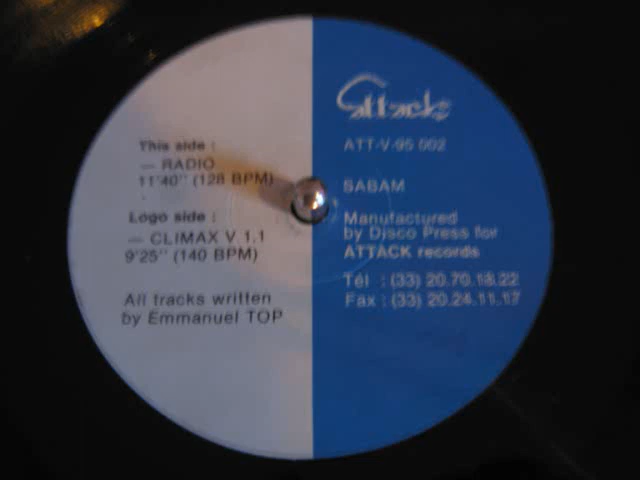 This side :
— RADIO
11'40" (128 BPM)
Logo side :
— CLIMAX V 1.1
9'25" (140 BPM)
All tracks written
by Emmanuel TOP
attack
ATT-V-95 002
SABAM
Manufactured
by Disco Press for
ATTACK records
Tél : (33) 20.70.18.22
Fax : (33) 20.24.11.17